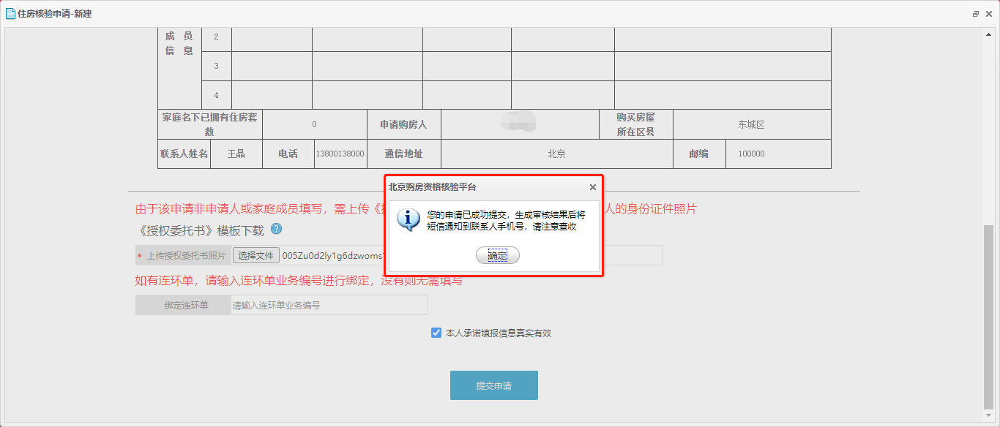 住房核验申请-新建
成 员
信 息
2
3
4
家庭名下已拥有住房套
数
0
申请购房人
购买房屋
所在区县
东城区
联系人姓名
王晶
电话
13800138000
通信地址
北京
邮编
100000
北京购房资格核验平台
您的申请已成功提交，生成审核结果后将
短信通知到联系人手机号，请注意查收
确定
由于该申请非申请人或家庭成员填写，需上传《
人的身份证件照片
《授权委托书》模板下载
* 上传授权委托书照片 选择文件 005Zu0d2ly1g6dzwoms
如有连环单，请输入连环单业务编号进行绑定，没有则无需填写
绑定连环单 请输入连环单业务编号
本人承诺填报信息真实有效
提交申请